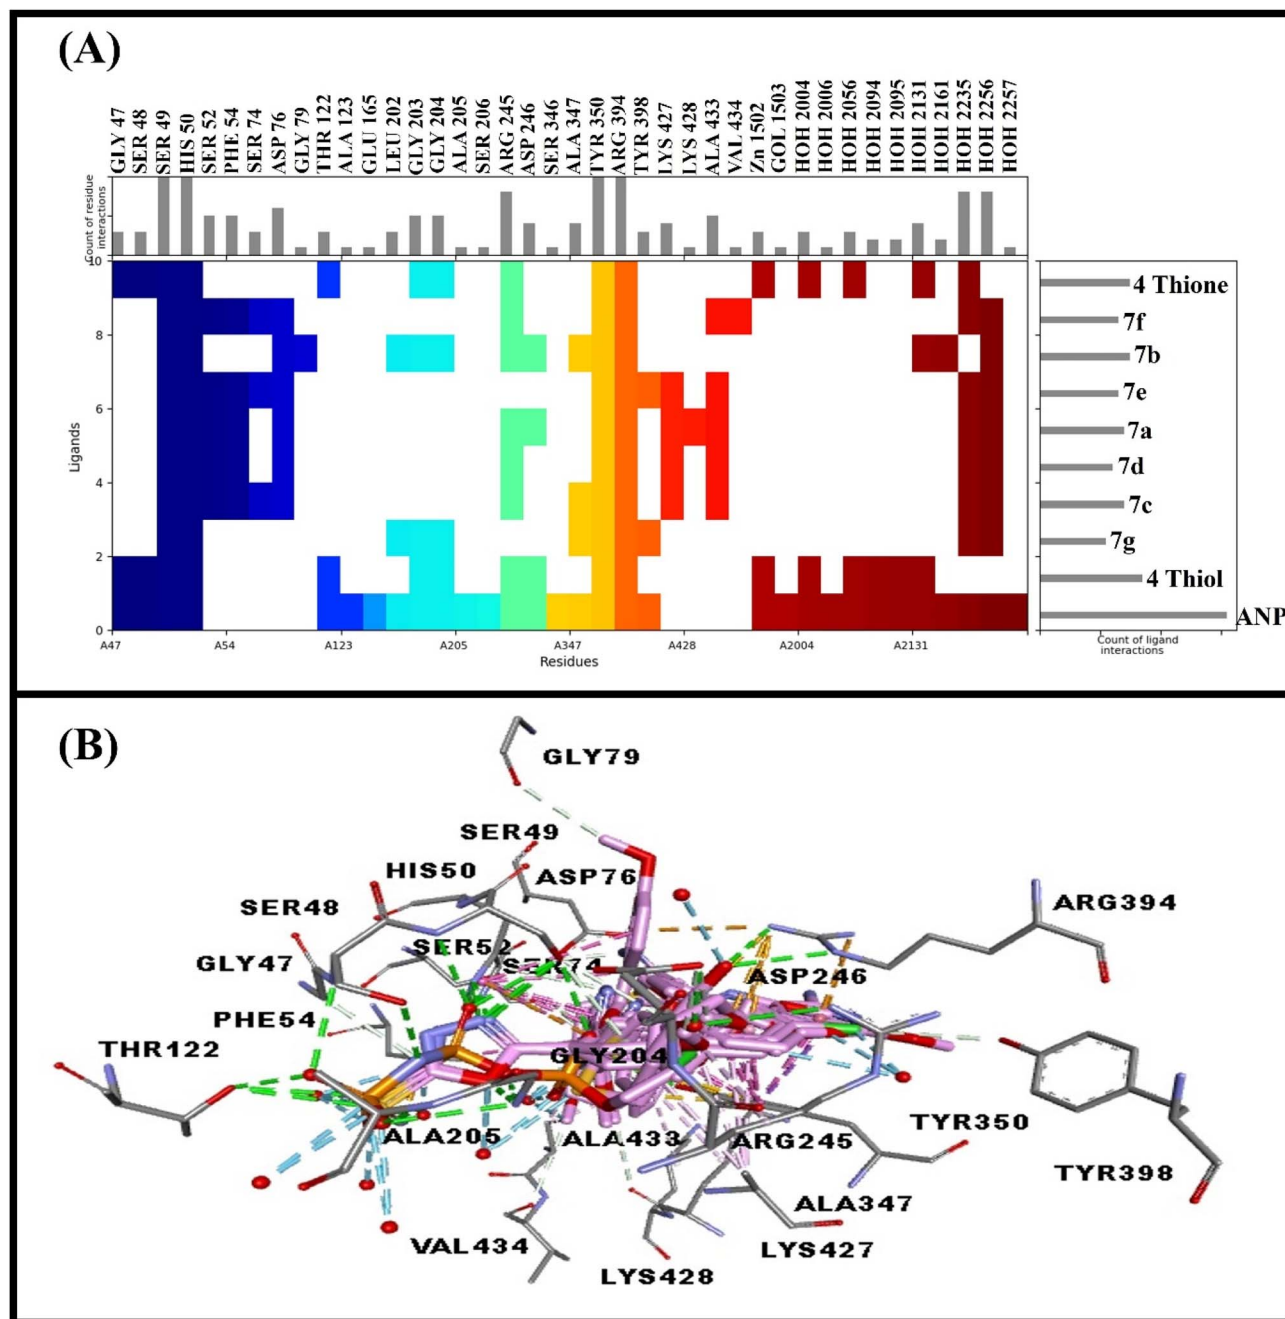 (A)
GLY 47
SER 48
SER 49
HIS 50
SER 52
PHE 54
SER 74
ASP 76
GLY 79
THR 122
ALA 123
GLU 165
LEU 202
GLY 203
GLY 204
ALA 205
SER 206
ARG 245
ASP 246
SER 346
ALA 347
TYR 350
ARG 394
TYR 398
LYS 427
LYS 428
ALA 433
VAL 434
Zn 1502
GOL 1503
HOH 2004
HOH 2006
HOH 2056
HOH 2094
HOH 2095
HOH 2131
HOH 2161
HOH 2235
HOH 2256
HOH 2257
Count of residue
interactions
10
8
6
4
2
0
Ligands
A47
A54
A123
A205
A347
A428
A2004
A2131
Residues
4 Thione
7f
7b
7e
7a
7d
7c
7g
4 Thiol
ANP
Count of ligand
interactions
(B)
GLY79
SER49
HIS50
ASP76
SER48
ARG394
SER52
GLY47
SER74
ASP246
PHE54
THR122
GLY204
ALA205
ALA433
ARG245
TYR350
TYR398
ALA347
VAL434
LYS427
LYS428